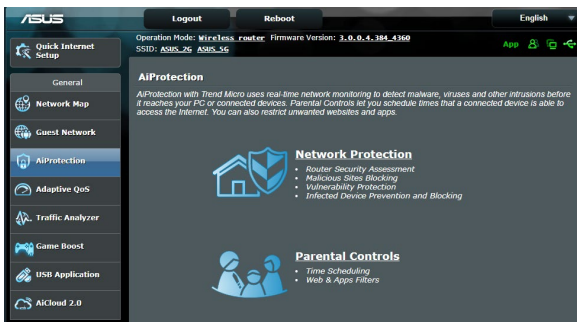 ASUS
Logout
Reboot
English
Quick Internet
Setup
Operation Mode: Wireless router Firmware Version: 3.0.0.4.384_4360
SSID: ASUS_2G ASUS_5G
App
General
Network Map
Guest Network
AiProtection
Adaptive QoS
Traffic Analyzer
Game Boost
USB Application
AiCloud 2.0
AiProtection
AiProtection with Trend Micro uses real-time network monitoring to detect malware, viruses and other intrusions before
it reaches your PC or connected devices. Parental Controls let you schedule times that a connected device is able to
access the Internet. You can also restrict unwanted websites and apps.
Network Protection
• Router Security Assessment
• Malicious Sites Blocking
• Vulnerability Protection
• Infected Device Prevention and Blocking
Parental Controls
• Time Scheduling
• Web & Apps Filters